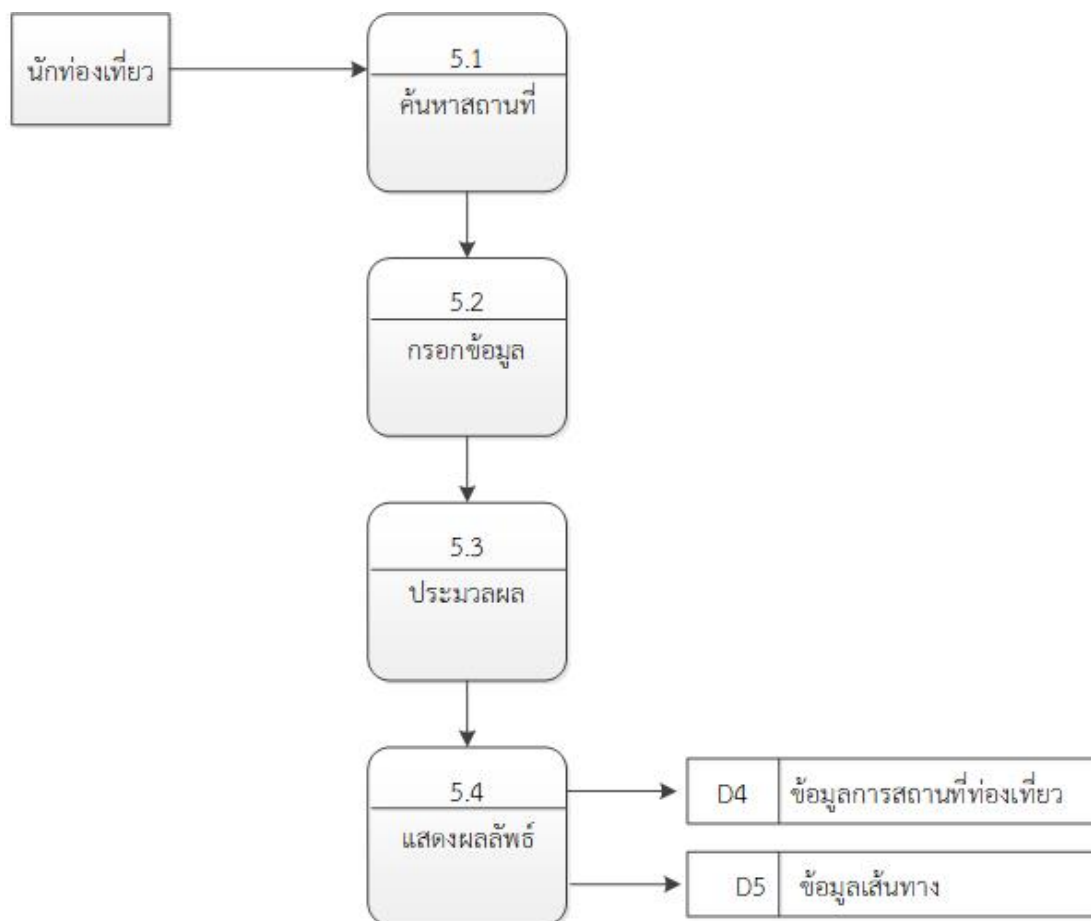 นักท่องเที่ยว
5.1
ค้นหาสถานที่
5.2
กรอกข้อมูล
5.3
ประมวลผล
5.4
แสดงผลลัพธ์
D4 ข้อมูลการสถานที่ท่องเที่ยว
D5 ข้อมูลเส้นทาง